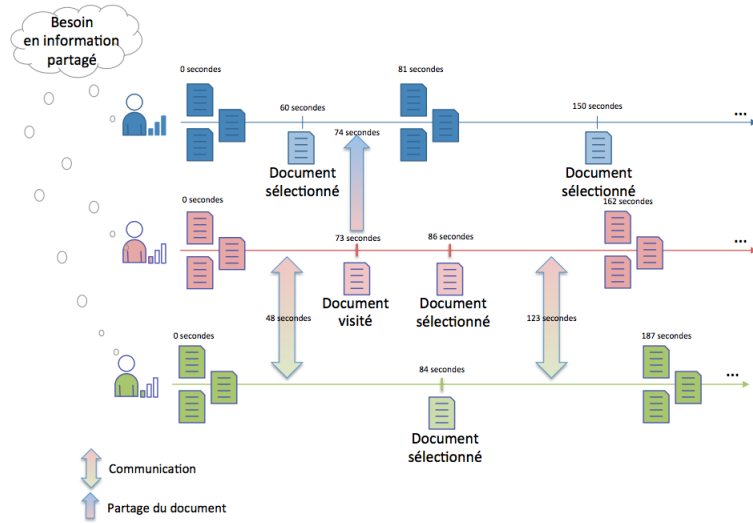 Besoin
en information
partagé
0 secondes
81 secondes
60 secondes
150 secondes
...
74 secondes
Document
sélectionné
Document
sélectionné
0 secondes
162 secondes
73 secondes
86 secondes
...
Document
visité
Document
sélectionné
48 secondes
123 secondes
0 secondes
187 secondes
84 secondes
...
Document
sélectionné
Communication
Partage du document